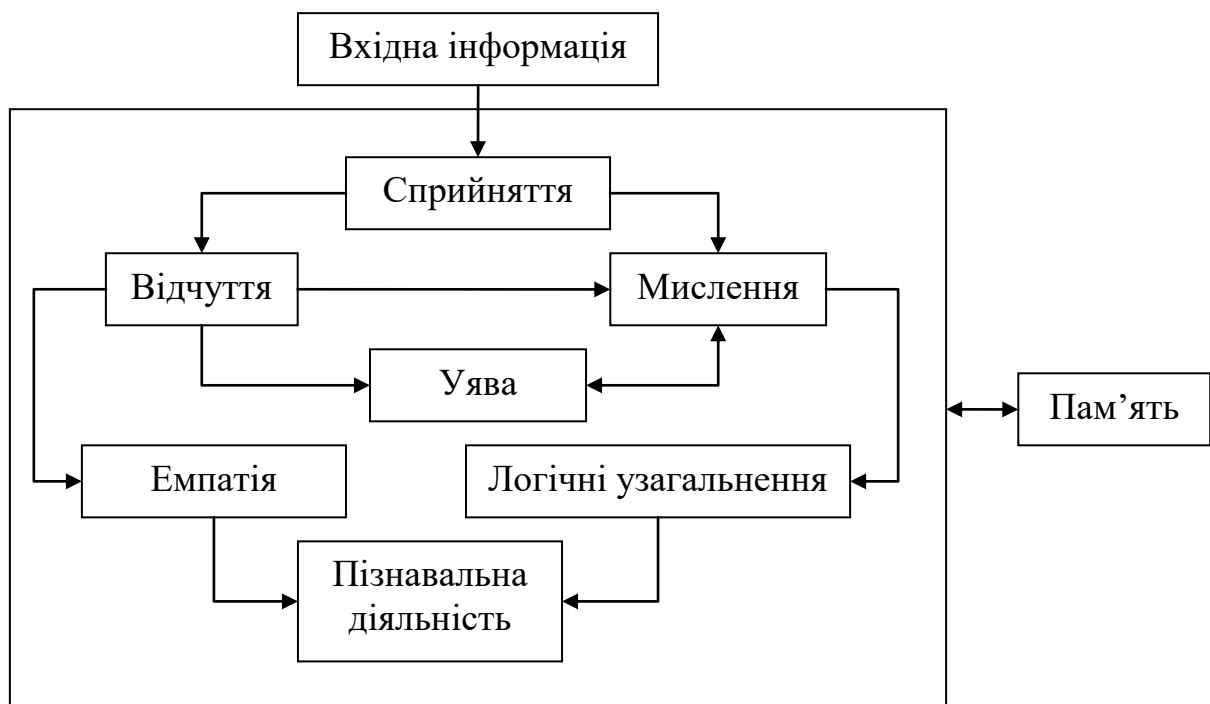 Вхідна інформація
Сприйняття
Відчуття
Мислення
Уява
Пам’ять
Емпатія
Логічні узагальнення
Пізнавальна
діяльність